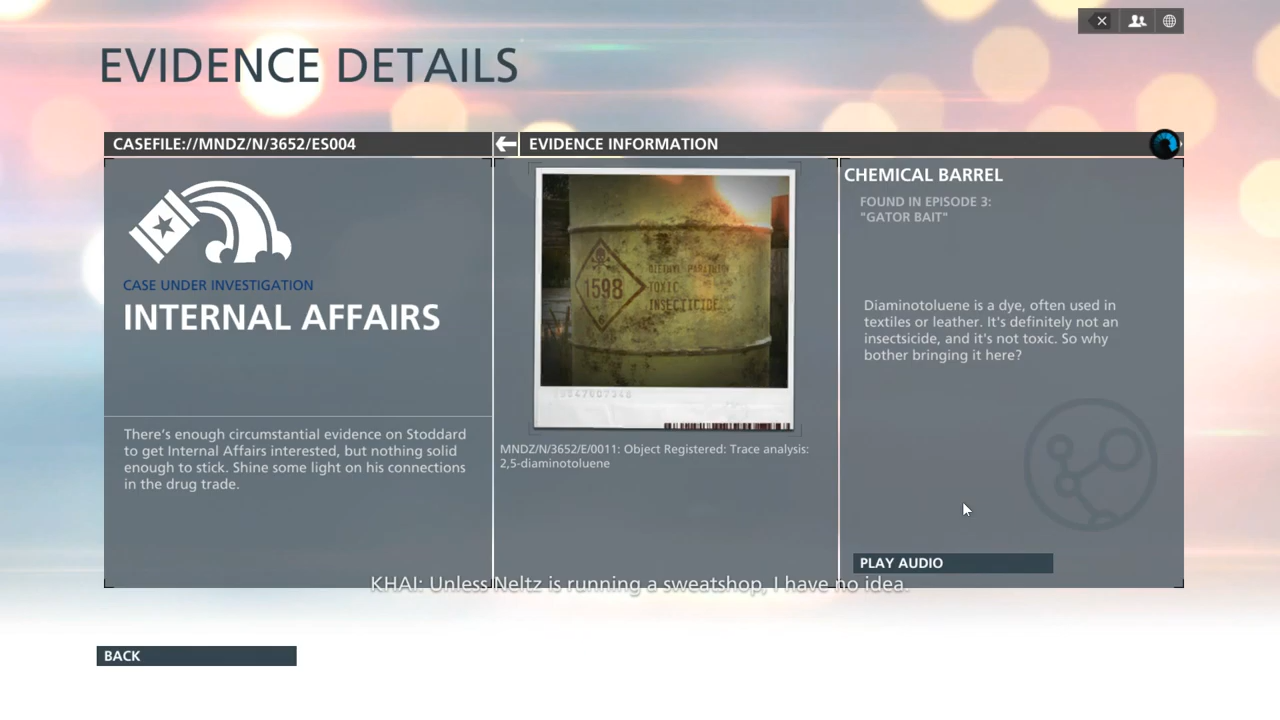 EVIDENCE DETAILS
CASEFILE://MNDZ/N/3652/ES004
EVIDENCE INFORMATION
CASE UNDER INVESTIGATION
INTERNAL AFFAIRS
There's enough circumstantial evidence on Stoddard
to get Internal Affairs interested, but nothing solid
enough to stick. Shine some light on his connections
in the drug trade.
1598
DIETHYL PARATHION
TOXIC
INSECTICIDE
MNDZ/N/3652/E/0011: Object Registered: Trace analysis:
2,5-diaminotoluene
CHEMICAL BARREL
FOUND IN EPISODE 3:
"GATOR BAIT"
Diaminotoluene is a dye, often used in
textiles or leather. It's definitely not an
insectsicide, and it's not toxic. So why
bother bringing it here?
PLAY AUDIO
KHAI: Unless Neltz is running a sweatshop, I have no idea.
BACK